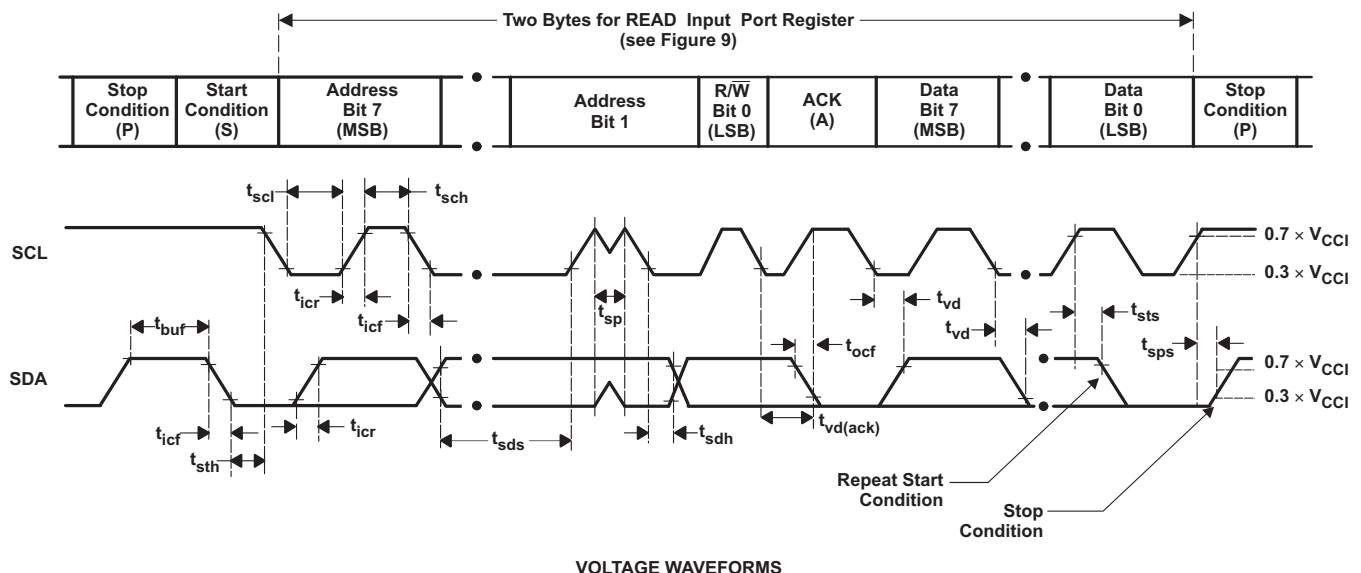 Two Bytes for READ Input Port Register
(see Figure 9)
Stop
Condition
(P)
Start
Condition
(S)
Address
Bit 7
(MSB)
Address
Bit 1
R/W̅
Bit 0
(LSB)
ACK
(A)
Data
Bit 7
(MSB)
Data
Bit 0
(LSB)
Stop
Condition
(P)
tscl
tsch
SCL
0.7 × VCCI
0.3 × VCCI
ticr
ticf
tsp
tvd
tvd
tsts
tbuf
tocf
tsps
SDA
0.7 × VCCI
0.3 × VCCI
ticf
ticr
tsth
tsds
tsdh
tvd(ack)
Repeat Start
Condition
Stop
Condition
VOLTAGE WAVEFORMS